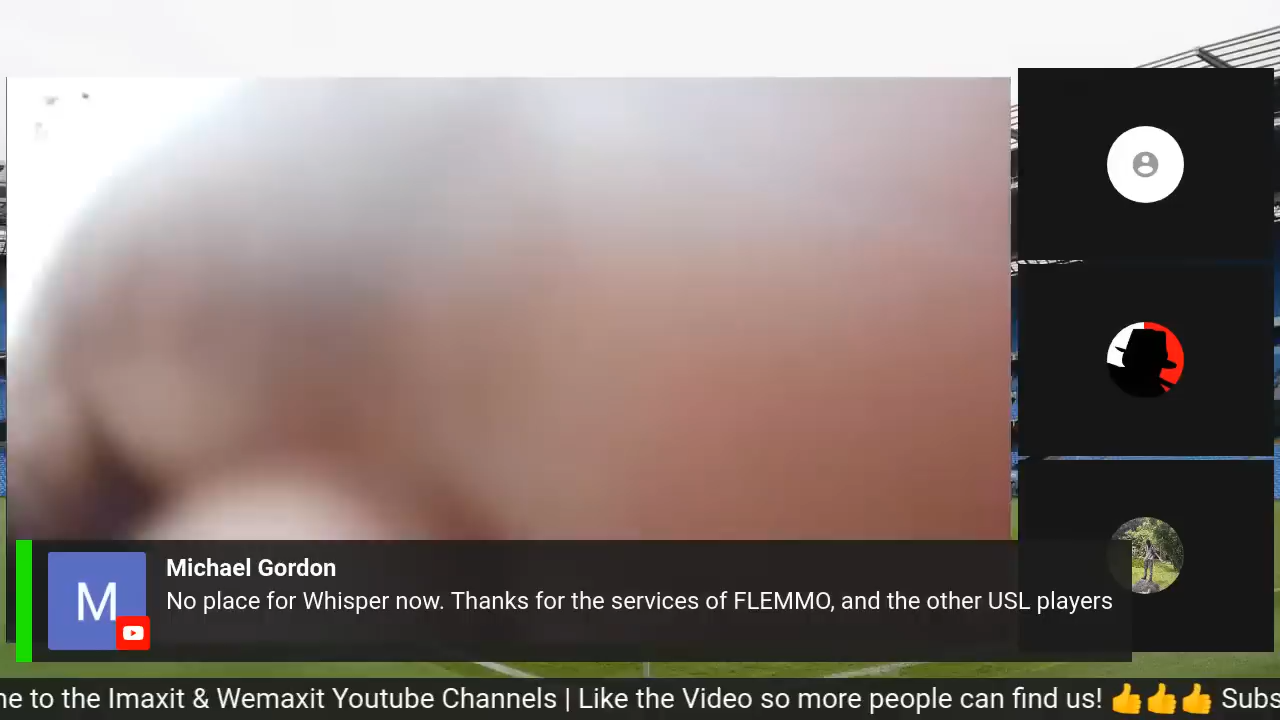 M
Michael Gordon
No place for Whisper now. Thanks for the services of FLEMMO, and the other USL players
ne to the Imaxit & Wemaxit Youtube Channels | Like the Video so more people can find us! 👍👍👍 Subs